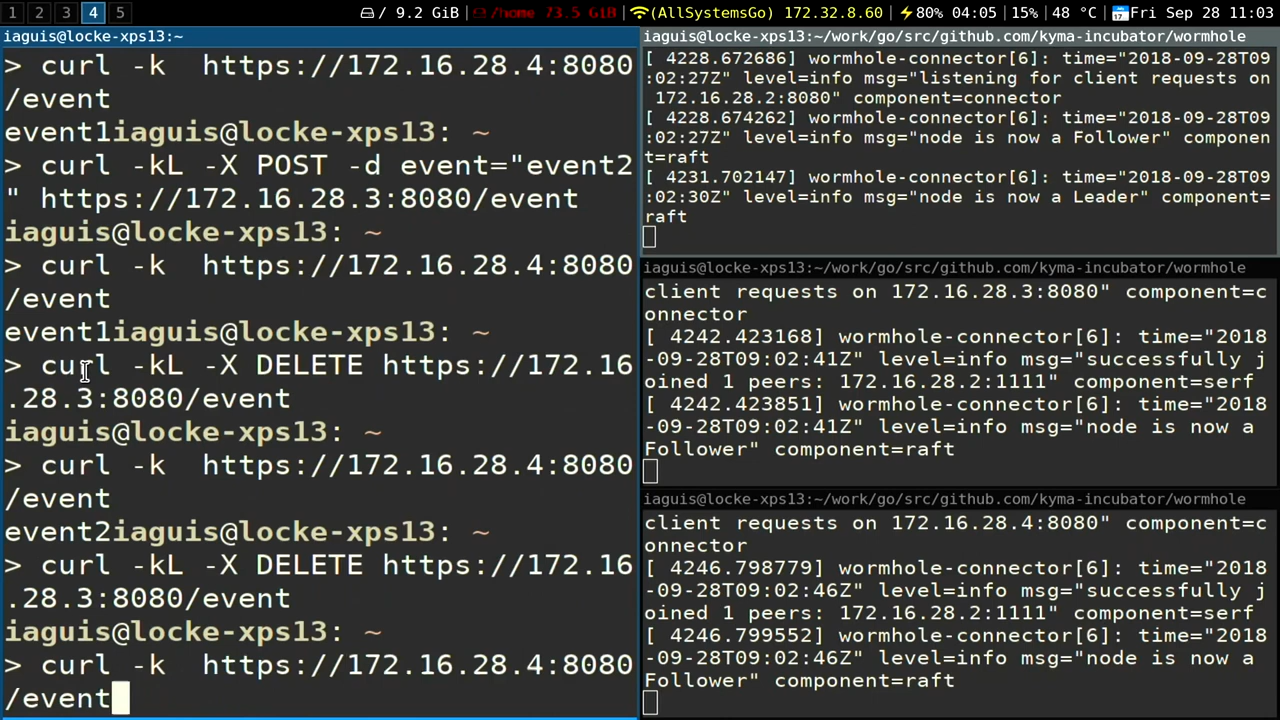 1 2 3 4 5 / 9.2 GiB | /home 73.5 GiB | (AllSystemsGo) 172.32.8.60 | 80% 04:05 | 15% | 48 °C | Fri Sep 28 | 11:03
iaguis@locke-xps13:~
> curl -k  https://172.16.28.4:8080
/event
event1iaguis@locke-xps13: ~
> curl -kL -X POST -d event="event2
" https://172.16.28.3:8080/event
iaguis@locke-xps13: ~
> curl -k  https://172.16.28.4:8080
/event
event1iaguis@locke-xps13: ~
> curl -kL -X DELETE https://172.16
.28.3:8080/event
iaguis@locke-xps13: ~
> curl -k  https://172.16.28.4:8080
/event
event2iaguis@locke-xps13: ~
> curl -kL -X DELETE https://172.16
.28.3:8080/event
iaguis@locke-xps13: ~
> curl -k  https://172.16.28.4:8080
/event
iaguis@locke-xps13:~/work/go/src/github.com/kyma-incubator/wormhole
[ 4228.672686] wormhole-connector[6]: time="2018-09-28T09
:02:27Z" level=info msg="listening for client requests on
 172.16.28.2:8080" component=connector
[ 4228.674262] wormhole-connector[6]: time="2018-09-28T09
:02:27Z" level=info msg="node is now a Follower" componen
t=raft
[ 4231.702147] wormhole-connector[6]: time="2018-09-28T09
:02:30Z" level=info msg="node is now a Leader" component=
raft
iaguis@locke-xps13:~/work/go/src/github.com/kyma-incubator/wormhole
client requests on 172.16.28.3:8080" component=c
onnector
[ 4242.423168] wormhole-connector[6]: time="2018
-09-28T09:02:41Z" level=info msg="successfully j
oined 1 peers: 172.16.28.2:1111" component=serf
[ 4242.423851] wormhole-connector[6]: time="2018
-09-28T09:02:41Z" level=info msg="node is now a
Follower" component=raft
iaguis@locke-xps13:~/work/go/src/github.com/kyma-incubator/wormhole
client requests on 172.16.28.4:8080" component=c
onnector
[ 4246.798779] wormhole-connector[6]: time="2018
-09-28T09:02:46Z" level=info msg="successfully j
oined 1 peers: 172.16.28.2:1111" component=serf
[ 4246.799552] wormhole-connector[6]: time="2018
-09-28T09:02:46Z" level=info msg="node is now a
Follower" component=raft